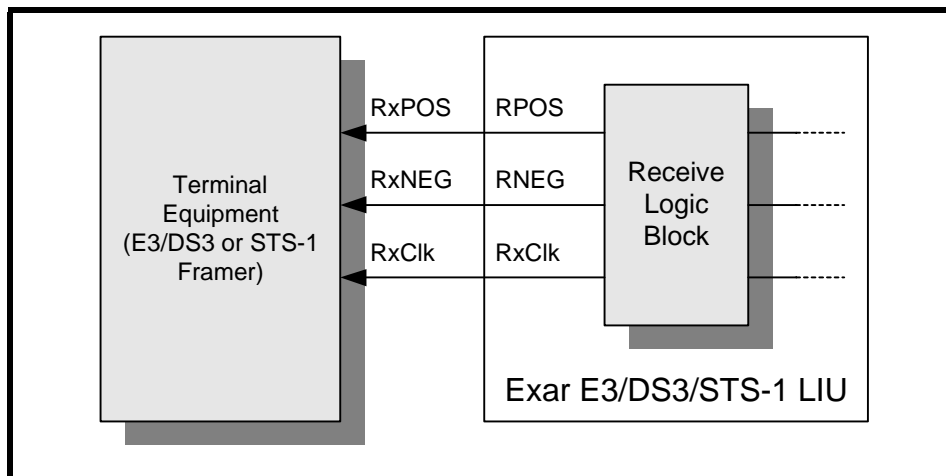 RxPOS RPOS
RxNEG RNEG
RxClk RxClk
Terminal
Equipment
(E3/DS3 or STS-1
Framer)
Receive
Logic
Block
Exar E3/DS3/STS-1 LIU